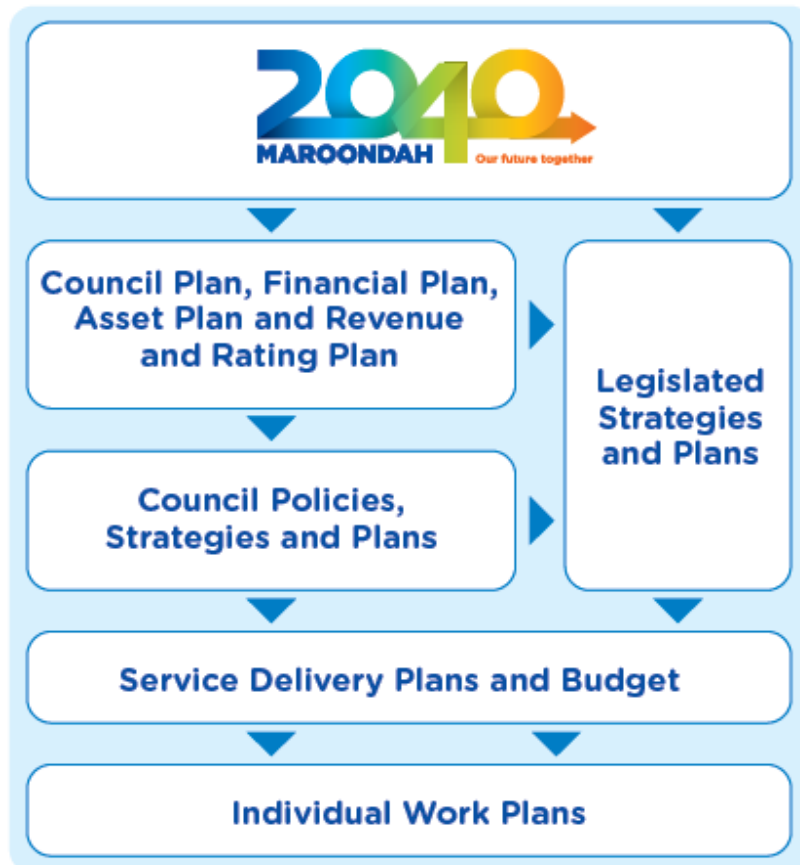 2040
MAROONDAH Our future together
Council Plan, Financial Plan,
Asset Plan and Revenue
and Rating Plan
Legislated
Strategies
and Plans
Council Policies,
Strategies and Plans
Service Delivery Plans and Budget
Individual Work Plans